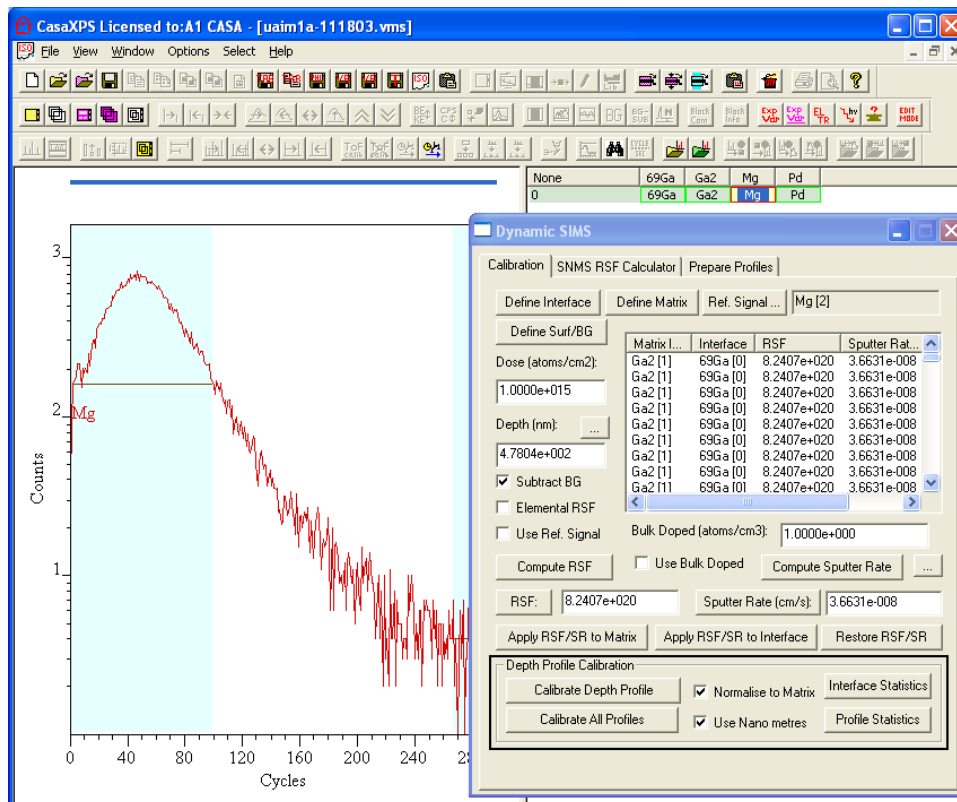 CasaXPS Licensed to:A1 CASA - [uaim1a-111803.vms]
File View Window Options Select Help
None 69Ga Ga2 Mg Pd
0 69Ga Ga2 Mg Pd
Dynamic SIMS
Calibration SNMS RSF Calculator Prepare Profiles
Define Interface Define Matrix Ref. Signal ... Mg [2]
Define Surf/BG
Matrix I... Interface RSF Sputter Rat...
Ga2 [1] 69Ga [0] 8.2407e+020 3.6631e-008
Ga2 [1] 69Ga [0] 8.2407e+020 3.6631e-008
Ga2 [1] 69Ga [0] 8.2407e+020 3.6631e-008
Ga2 [1] 69Ga [0] 8.2407e+020 3.6631e-008
Ga2 [1] 69Ga [0] 8.2407e+020 3.6631e-008
Ga2 [1] 69Ga [0] 8.2407e+020 3.6631e-008
Ga2 [1] 69Ga [0] 8.2407e+020 3.6631e-008
Ga2 [1] 69Ga [0] 8.2407e+020 3.6631e-008
Ga2 [1] 69Ga [0] 8.2407e+020 3.6631e-008
Dose (atoms/cm2):
1.0000e+015
Depth (nm): ...
4.7804e+002
Subtract BG
Elemental RSF
Use Ref. Signal
Bulk Doped (atoms/cm3): 1.0000e+000
Compute RSF Use Bulk Doped Compute Sputter Rate ...
RSF: 8.2407e+020 Sputter Rate (cm/s): 3.6631e-008
Apply RSF/SR to Matrix Apply RSF/SR to Interface Restore RSF/SR
Depth Profile Calibration
Calibrate Depth Profile Normalise to Matrix Interface Statistics
Calibrate All Profiles Use Nano metres Profile Statistics
3
2
1
Mg
Counts
0 40 80 120 160 200 240
Cycles